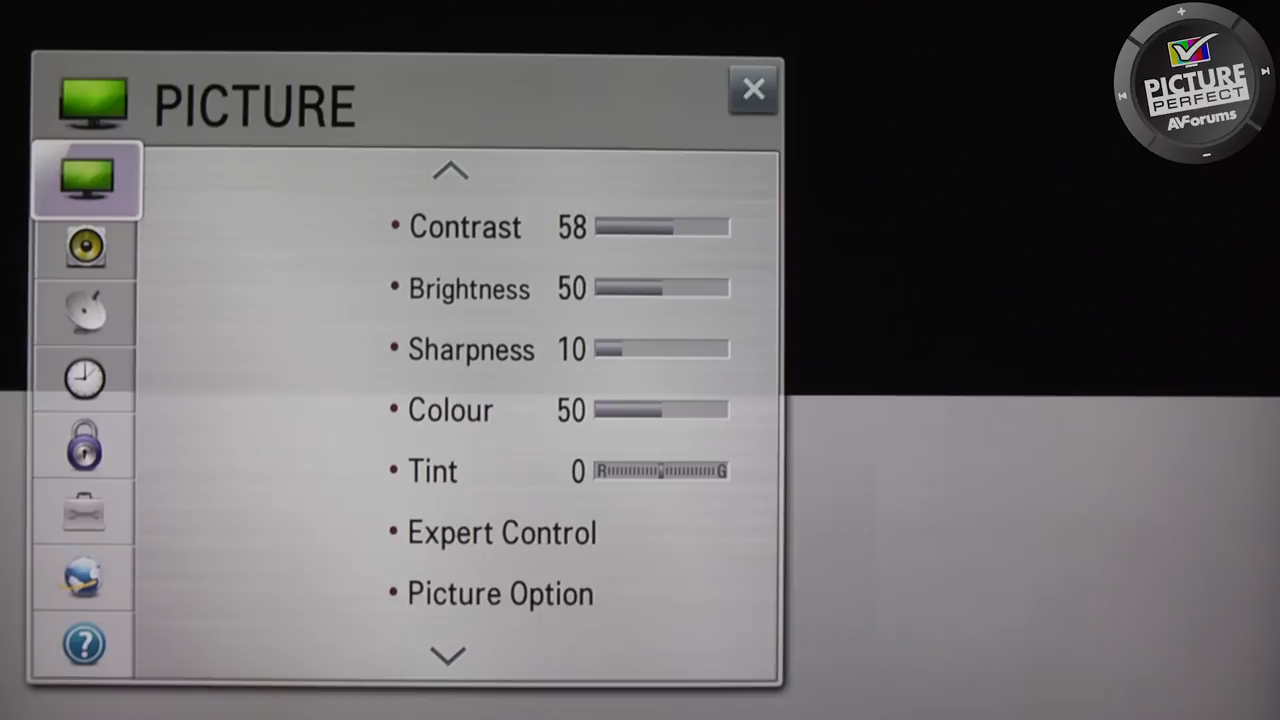 PICTURE
• Contrast 58
• Brightness 50
• Sharpness 10
• Colour 50
• Tint 0 R G
• Expert Control
• Picture Option
?
PICTURE
PERFECT
AVForums